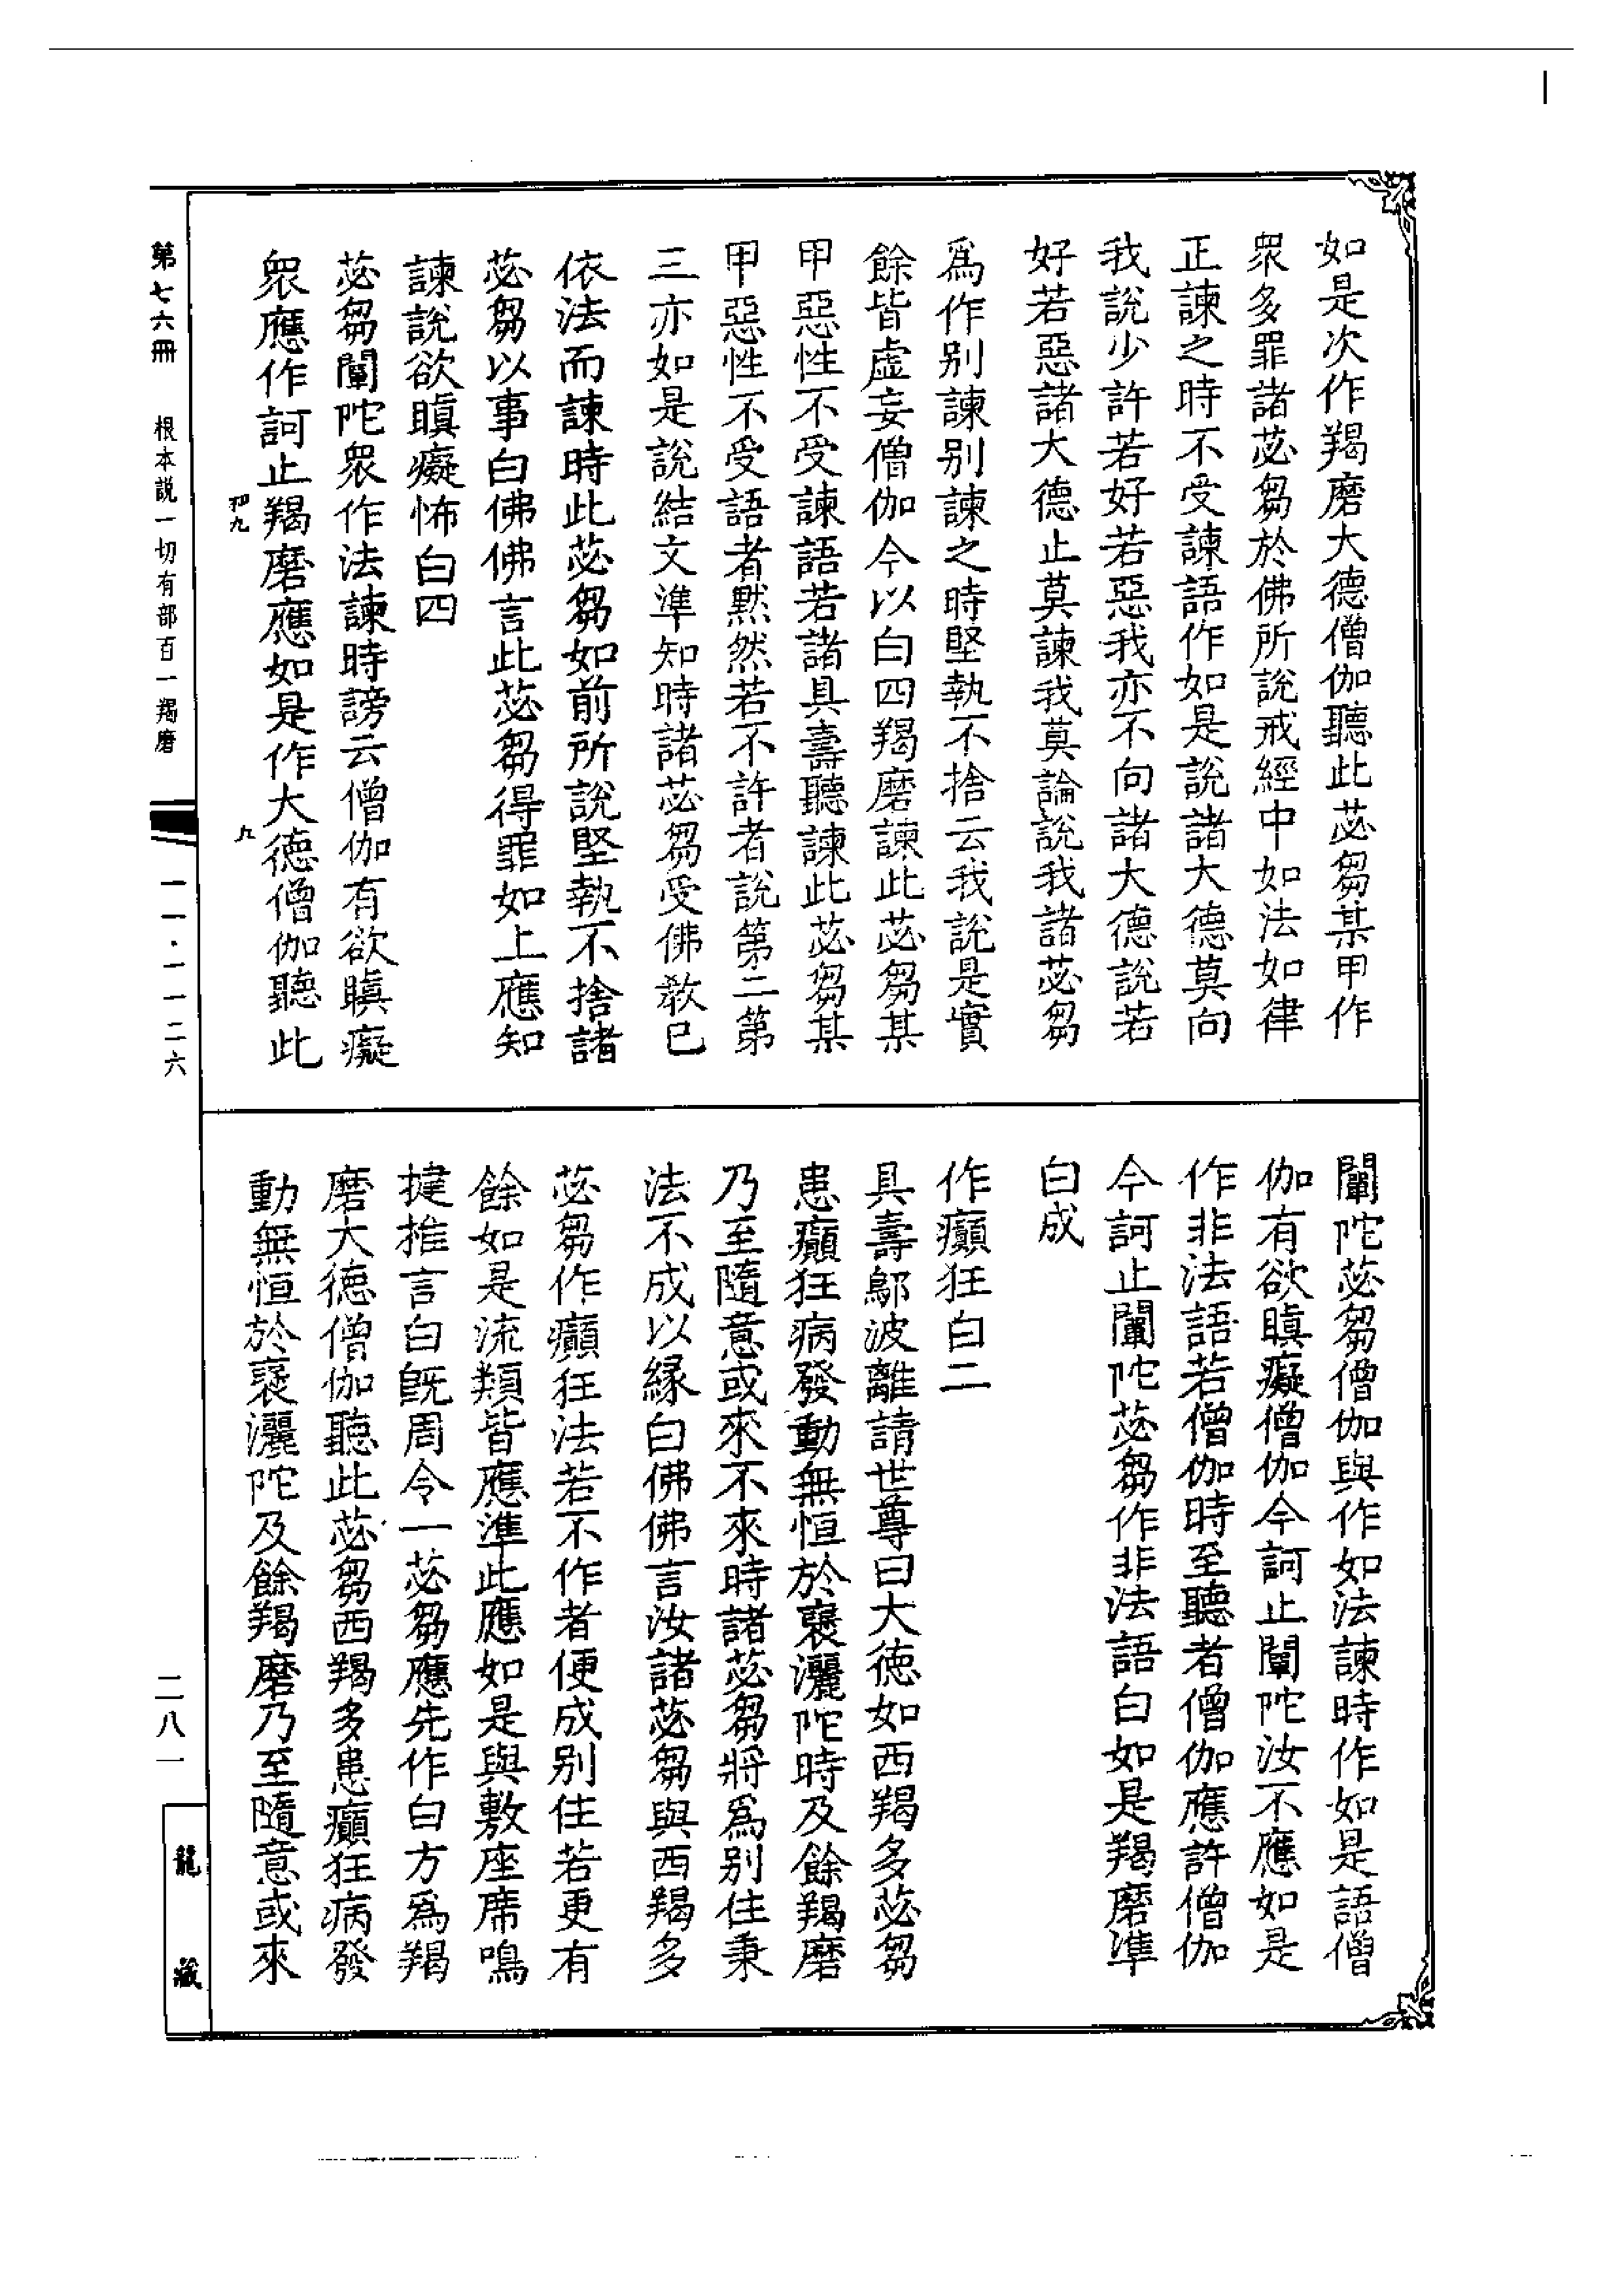 如是次作羯磨大德僧伽聽此苾芻某甲作
衆多罪諸苾芻於佛所說戒經中如法如律
正諫之時不受諫語作如是說諸大德莫向
我說少許若好若惡我亦不向諸大德說若
好若惡諸大德止莫諫我莫論說我諸苾芻
爲作別諫別諫之時堅執不捨云我說是實
餘皆虛妄僧伽今以白四羯磨諫此苾芻某
甲惡性不受諫語若諸具壽聽諫此苾芻某
甲惡性不受語者黙然若不許者說第二第
三亦如是說結文準知時諸苾芻受佛教已
依法而諫時此苾芻如前所說堅執不捨諸
苾芻以事白佛佛言此苾芻得罪如上應知
諫說欲瞋癡怖白四
苾芻闡陀衆作法諫時謗云僧伽有欲瞋癡
衆應作訶止羯磨應如是作大德僧伽聽此
闡陀苾芻僧伽與作如法諫時作如是語僧
伽有欲瞋癡僧伽今訶止闡陀汝不應如是
作非法語若僧伽時至聽者僧伽應許僧伽
今訶止闡陀苾芻作非法語白如是羯磨準
白成
作癲狂白二
具壽鄔波離請世尊曰大德如西羯多苾芻
患癲狂病發動無恒於褒灑陀時及餘羯磨
乃至隨意或來不來時諸苾芻將爲別住秉
法不成以緣白佛佛言汝諸苾芻與西羯多
苾芻作癲狂法若不作者便成別住若更有
餘如是流類皆應準此應如是與敷座席鳴
揵椎言白旣周令一苾芻應先作白方爲羯
磨大德僧伽聽此苾芻西羯多患癲狂病發
動無恒於褒灑陀及餘羯磨乃至隨意或來
九
第七六冊 根本說一切有部百一羯磨 一一·一一二六 二八一
龍藏